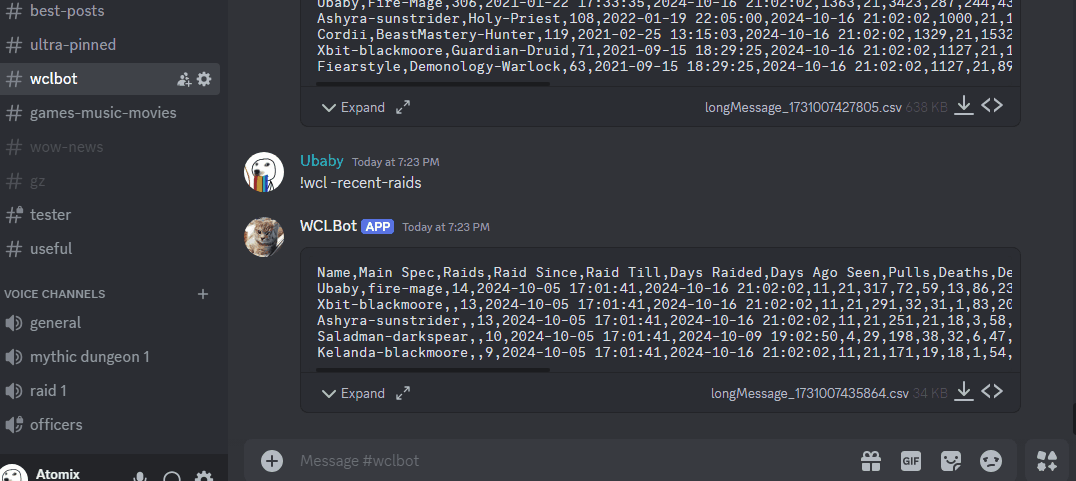 best-posts
ultra-pinned
wclbot
games-music-movies
wow-news
gz
tester
useful
VOICE CHANNELS
general
mythic dungeon 1
raid 1
officers
Atomix
Ubaby,Fire-Mage,306,2021-01-22 17:33:35,2024-10-16 21:02:02,1363,21,3423,287,244,43
Ashyra-sunstrider,Holy-Priest,108,2022-01-19 22:05:00,2024-10-16 21:02:02,1000,21,1
Cordii,BeastMastery-Hunter,119,2021-02-25 13:15:03,2024-10-16 21:02:02,1329,21,1532
Xbit-blackmoore,Guardian-Druid,71,2021-09-15 18:29:25,2024-10-16 21:02:02,1127,21,1
Fiearstyle,Demonology-Warlock,63,2021-09-15 18:29:25,2024-10-16 21:02:02,1127,21,89
Expand longMessage_1731007427805.csv 638 KB
Ubaby Today at 7:23 PM
!wcl -recent-raids
WCLBot APP Today at 7:23 PM
Name,Main Spec,Raids,Raid Since,Raid Till,Days Raided,Days Ago Seen,Pulls,Deaths,De
Ubaby,fire-mage,14,2024-10-05 17:01:41,2024-10-16 21:02:02,11,21,317,72,59,13,86,23
Xbit-blackmoore,,13,2024-10-05 17:01:41,2024-10-16 21:02:02,11,21,291,32,31,1,83,20
Ashyra-sunstrider,,13,2024-10-05 17:01:41,2024-10-16 21:02:02,11,21,251,21,18,3,58,
Saladman-darkspear,,10,2024-10-05 17:01:41,2024-10-09 19:02:50,4,29,198,38,32,6,47,
Kelanda-blackmoore,,9,2024-10-05 17:01:41,2024-10-16 21:02:02,11,21,171,19,18,1,54,
Expand longMessage_1731007435864.csv 34 KB
Message #wclbot
GIF